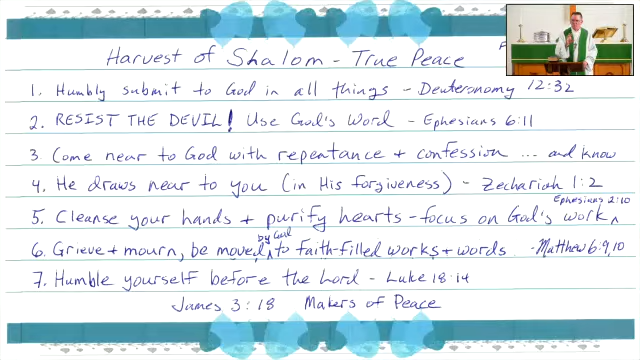 Harvest of Shalom - True Peace
1. Humbly submit to God in all things - Deuteronomy 12:32
2. RESIST THE DEVIL! Use God's Word - Ephesians 6:11
3. Come near to God with repentance + confession ... and know
4. He draws near to you (in His forgiveness) - Zechariah 1:2
Ephesians 2:10
5. Cleanse your hands + purify hearts - focus on God's work ^
by God
6. Grieve + mourn, be moved ^ to faith-filled works + words - Matthew 6:9,10
7. Humble yourself before the Lord - Luke 18:14
James 3:18 Makers of Peace